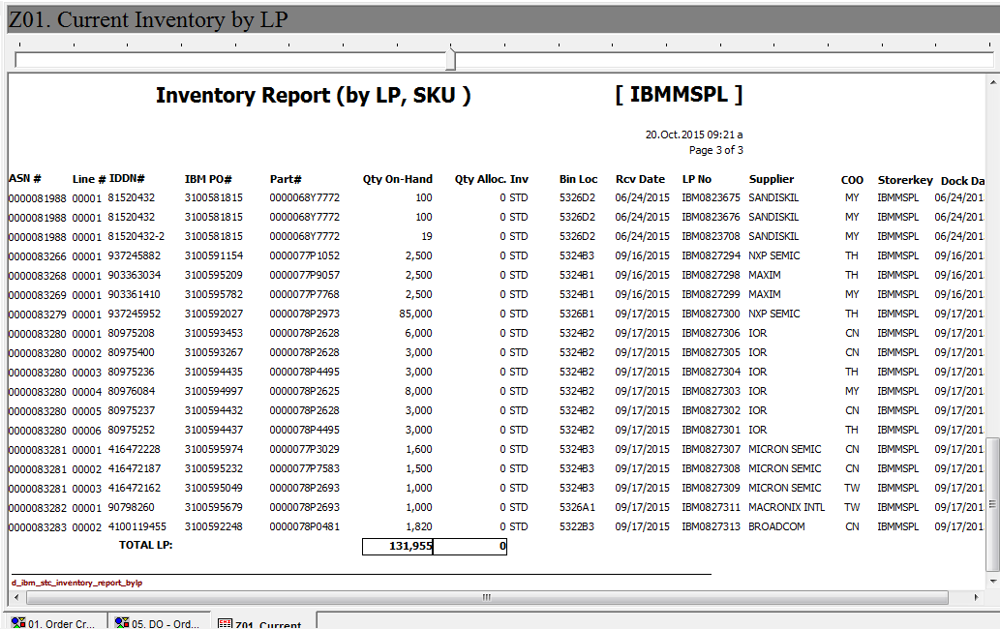 Z01. Current Inventory by LP
Inventory Report (by LP, SKU ) [ IBMMSPL ]
20.Oct.2015 09:21 a
Page 3 of 3
ASN # Line # IDDN# IBM PO# Part# Qty On-Hand Qty Alloc. Inv Bin Loc Rcv Date LP No Supplier COO Storerkey Dock Da
0000081988 00001 81520432 3100581815 0000068Y7772 100 0 STD 5326D2 06/24/2015 IBM0823675 SANDISKIL MY IBMMSPL 06/24/201
0000081988 00001 81520432 3100581815 0000068Y7772 100 0 STD 5326D2 06/24/2015 IBM0823676 SANDISKIL MY IBMMSPL 06/24/201
0000081988 00001 81520432-2 3100581815 0000068Y7772 19 0 STD 5326D2 06/24/2015 IBM0823708 SANDISKIL MY IBMMSPL 06/24/201
0000083266 00001 937245882 3100591154 0000077P1052 2,500 0 STD 5324B3 09/16/2015 IBM0827294 NXP SEMIC TH IBMMSPL 09/16/201
0000083268 00001 903363034 3100595209 0000077P9057 2,500 0 STD 5324B1 09/16/2015 IBM0827298 MAXIM TH IBMMSPL 09/16/201
0000083269 00001 903361410 3100595782 0000077P7768 2,500 0 STD 5324B1 09/16/2015 IBM0827299 MAXIM MY IBMMSPL 09/16/201
0000083279 00001 937245952 3100592027 0000078P2973 85,000 0 STD 5326B1 09/17/2015 IBM0827300 NXP SEMIC TH IBMMSPL 09/17/201
0000083280 00001 80975208 3100593453 0000078P2628 6,000 0 STD 5324B2 09/17/2015 IBM0827306 IOR CN IBMMSPL 09/17/201
0000083280 00002 80975400 3100593267 0000078P2628 3,000 0 STD 5324B2 09/17/2015 IBM0827305 IOR CN IBMMSPL 09/17/201
0000083280 00003 80975236 3100594435 0000078P4495 3,000 0 STD 5324B2 09/17/2015 IBM0827304 IOR TH IBMMSPL 09/17/201
0000083280 00004 80976084 3100594997 0000078P2625 8,000 0 STD 5324B2 09/17/2015 IBM0827303 IOR MY IBMMSPL 09/17/201
0000083280 00005 80975237 3100594432 0000078P2628 3,000 0 STD 5324B2 09/17/2015 IBM0827302 IOR CN IBMMSPL 09/17/201
0000083280 00006 80975252 3100594437 0000078P4495 3,000 0 STD 5324B2 09/17/2015 IBM0827301 IOR TH IBMMSPL 09/17/201
0000083281 00001 416472228 3100595974 0000077P3029 1,600 0 STD 5324B3 09/17/2015 IBM0827307 MICRON SEMIC CN IBMMSPL 09/17/201
0000083281 00002 416472187 3100595232 0000077P7583 1,500 0 STD 5324B3 09/17/2015 IBM0827308 MICRON SEMIC CN IBMMSPL 09/17/201
0000083281 00003 416472162 3100595049 0000078P2693 1,000 0 STD 5324B3 09/17/2015 IBM0827309 MICRON SEMIC TW IBMMSPL 09/17/201
0000083282 00001 90798260 3100595679 0000078P2693 1,000 0 STD 5326A1 09/17/2015 IBM0827311 MACRONIX INTL TW IBMMSPL 09/17/201
0000083283 00002 4100119455 3100592248 0000078P0481 1,820 0 STD 5322B3 09/17/2015 IBM0827313 BROADCOM CN IBMMSPL 09/17/201
TOTAL LP: 131,955 0
d_ibm_stc_inventory_report_bylp
01. Order Cr... 05. DO - Ord... Z01. Current